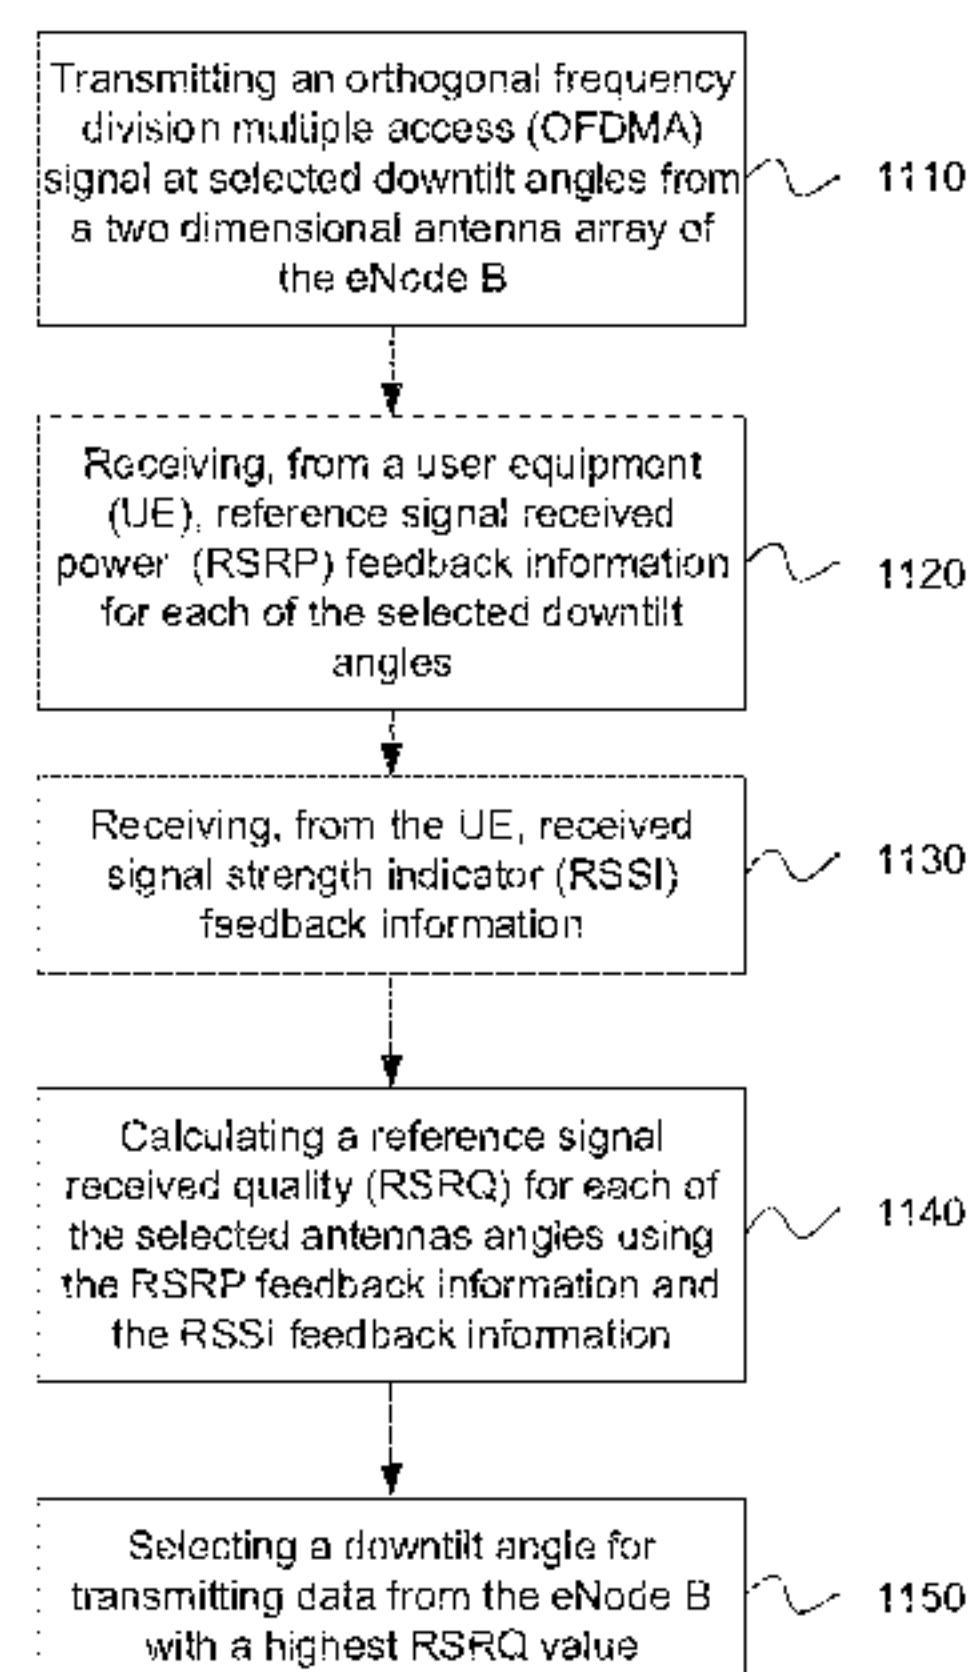 Transmitting an orthogonal frequency
division multiple access (OFDMA)
signal at selected downtilt angles from
a two dimensional antenna array of
the eNode B
1110
Receiving, from a user equipment
(UE), reference signal received
power (RSRP) feedback information
for each of the selected downtilt
angles
1120
Receiving, from the UE, received
signal strength indicator (RSSI)
feedback information
1130
Calculating a reference signal
received quality (RSRQ) for each of
the selected antennas angles using
the RSRP feedback information and
the RSSI feedback information
1140
Selecting a downtilt angle for
transmitting data from the eNode B
with a highest RSRQ value
1150